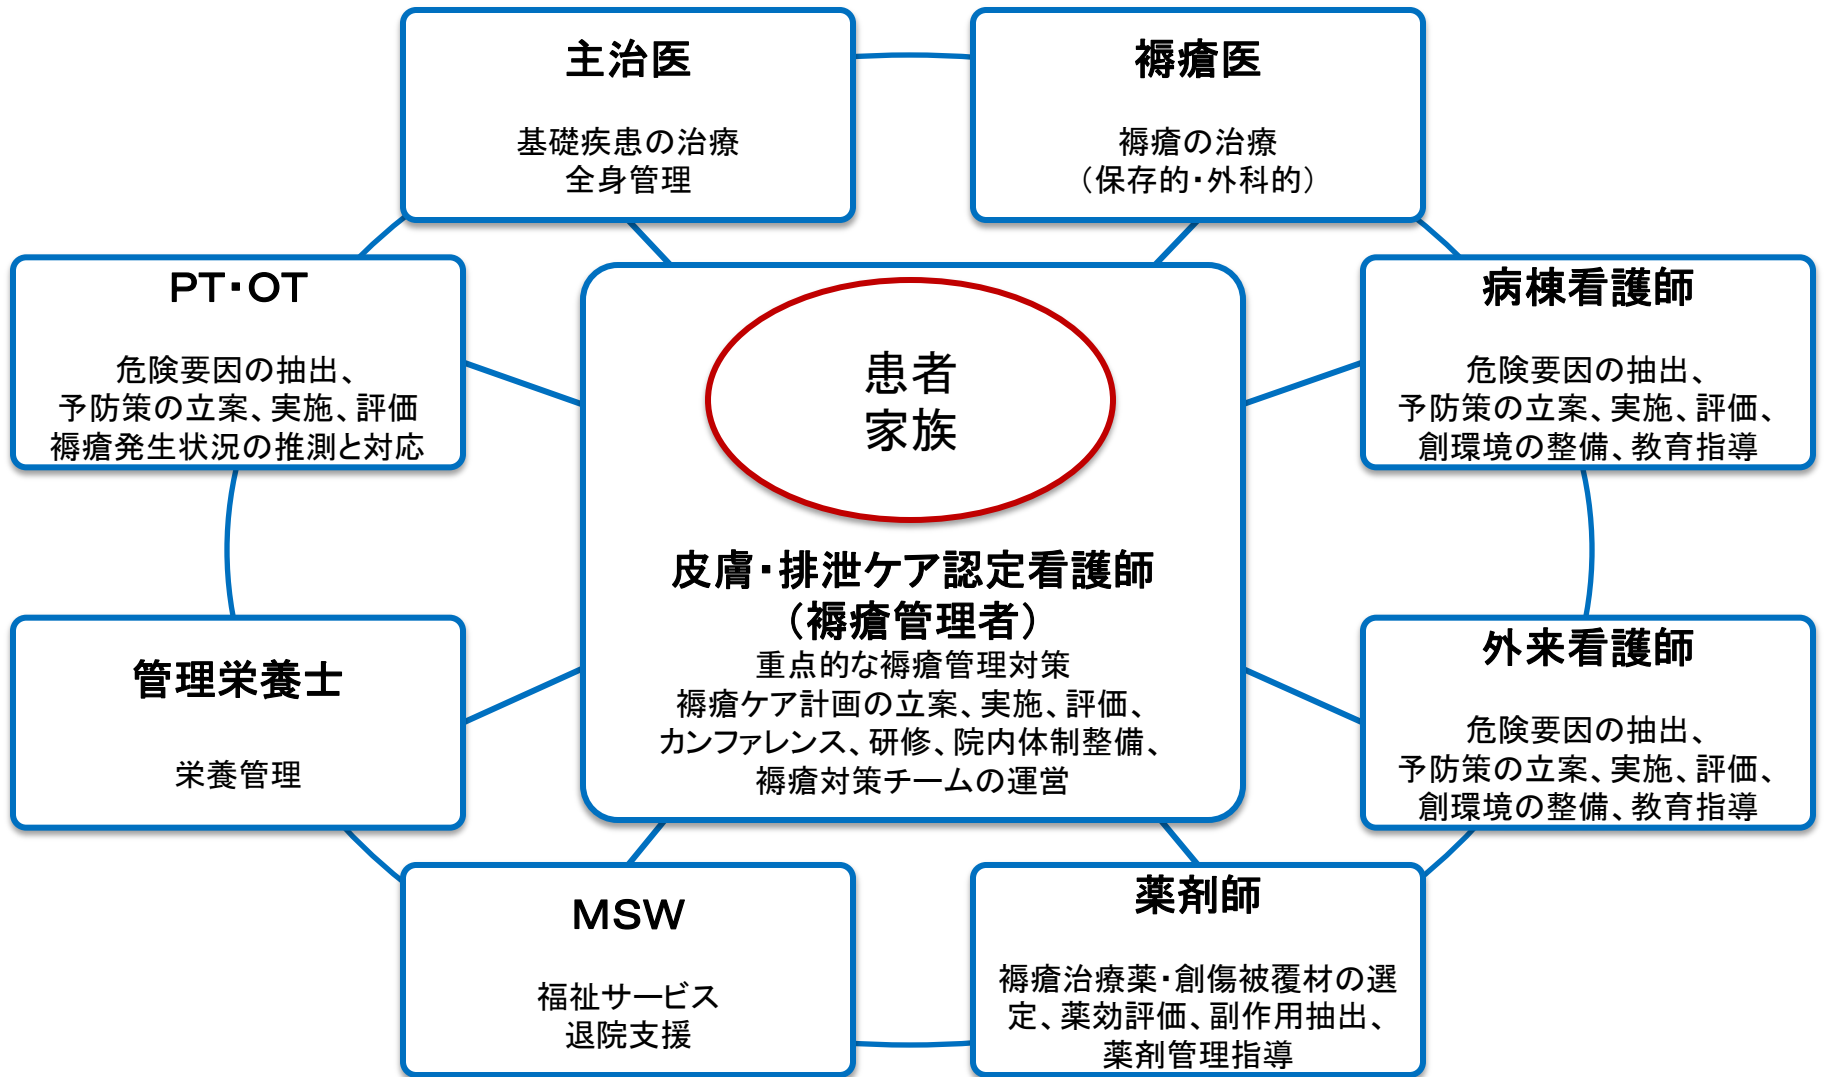 主治医
基礎疾患の治療
全身管理
褥瘡医
褥瘡の治療
（保存的・外科的）
PT・OT
危険要因の抽出、
予防策の立案、実施、評価
褥瘡発生状況の推測と対応
患者
家族
皮膚・排泄ケア認定看護師
（褥瘡管理者）
重点的な褥瘡管理対策
褥瘡ケア計画の立案、実施、評価、
カンファレンス、研修、院内体制整備、
褥瘡対策チームの運営
病棟看護師
危険要因の抽出、
予防策の立案、実施、評価、
創環境の整備、教育指導
管理栄養士
栄養管理
外来看護師
危険要因の抽出、
予防策の立案、実施、評価、
創環境の整備、教育指導
MSW
福祉サービス
退院支援
薬剤師
褥瘡治療薬・創傷被覆材の選
定、薬効評価、副作用抽出、
薬剤管理指導